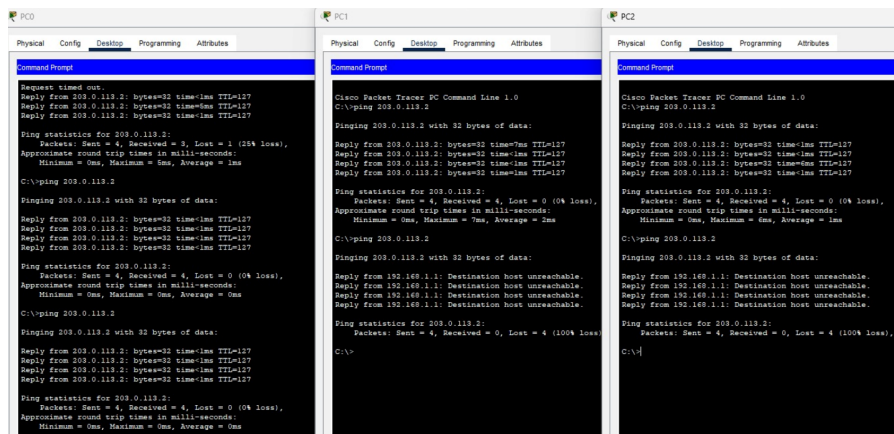 PC0
Physical Config Desktop Programming Attributes
Command Prompt
Request timed out.
Reply from 203.0.113.2: bytes=32 time<1ms TTL=127
Reply from 203.0.113.2: bytes=32 time=5ms TTL=127
Reply from 203.0.113.2: bytes=32 time<1ms TTL=127
Ping statistics for 203.0.113.2:
Packets: Sent = 4, Received = 3, Lost = 1 (25% loss),
Approximate round trip times in milli-seconds:
Minimum = 0ms, Maximum = 5ms, Average = 1ms
C:\>ping 203.0.113.2
Pinging 203.0.113.2 with 32 bytes of data:
Reply from 203.0.113.2: bytes=32 time<1ms TTL=127
Reply from 203.0.113.2: bytes=32 time<1ms TTL=127
Reply from 203.0.113.2: bytes=32 time<1ms TTL=127
Reply from 203.0.113.2: bytes=32 time<1ms TTL=127
Ping statistics for 203.0.113.2:
Packets: Sent = 4, Received = 4, Lost = 0 (0% loss),
Approximate round trip times in milli-seconds:
Minimum = 0ms, Maximum = 0ms, Average = 0ms
C:\>ping 203.0.113.2
Pinging 203.0.113.2 with 32 bytes of data:
Reply from 203.0.113.2: bytes=32 time<1ms TTL=127
Reply from 203.0.113.2: bytes=32 time<1ms TTL=127
Reply from 203.0.113.2: bytes=32 time<1ms TTL=127
Reply from 203.0.113.2: bytes=32 time<1ms TTL=127
Ping statistics for 203.0.113.2:
Packets: Sent = 4, Received = 4, Lost = 0 (0% loss),
Approximate round trip times in milli-seconds:
Minimum = 0ms, Maximum = 0ms, Average = 0ms
PC1
Physical Config Desktop Programming Attributes
Command Prompt
Cisco Packet Tracer PC Command Line 1.0
C:\>ping 203.0.113.2
Pinging 203.0.113.2 with 32 bytes of data:
Reply from 203.0.113.2: bytes=32 time=7ms TTL=127
Reply from 203.0.113.2: bytes=32 time<1ms TTL=127
Reply from 203.0.113.2: bytes=32 time<1ms TTL=127
Reply from 203.0.113.2: bytes=32 time=1ms TTL=127
Ping statistics for 203.0.113.2:
Packets: Sent = 4, Received = 4, Lost = 0 (0% loss),
Approximate round trip times in milli-seconds:
Minimum = 0ms, Maximum = 7ms, Average = 2ms
C:\>ping 203.0.113.2
Pinging 203.0.113.2 with 32 bytes of data:
Reply from 192.168.1.1: Destination host unreachable.
Reply from 192.168.1.1: Destination host unreachable.
Reply from 192.168.1.1: Destination host unreachable.
Reply from 192.168.1.1: Destination host unreachable.
Ping statistics for 203.0.113.2:
Packets: Sent = 4, Received = 0, Lost = 4 (100% loss)
C:\>
PC2
Physical Config Desktop Programming Attributes
Command Prompt
Cisco Packet Tracer PC Command Line 1.0
C:\>ping 203.0.113.2
Pinging 203.0.113.2 with 32 bytes of data:
Reply from 203.0.113.2: bytes=32 time<1ms TTL=127
Reply from 203.0.113.2: bytes=32 time<1ms TTL=127
Reply from 203.0.113.2: bytes=32 time=6ms TTL=127
Reply from 203.0.113.2: bytes=32 time<1ms TTL=127
Ping statistics for 203.0.113.2:
Packets: Sent = 4, Received = 4, Lost = 0 (0% loss),
Approximate round trip times in milli-seconds:
Minimum = 0ms, Maximum = 6ms, Average = 1ms
C:\>ping 203.0.113.2
Pinging 203.0.113.2 with 32 bytes of data:
Reply from 192.168.1.1: Destination host unreachable.
Reply from 192.168.1.1: Destination host unreachable.
Reply from 192.168.1.1: Destination host unreachable.
Reply from 192.168.1.1: Destination host unreachable.
Ping statistics for 203.0.113.2:
Packets: Sent = 4, Received = 0, Lost = 4 (100% loss),
C:\>